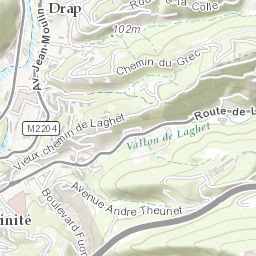 Route
à la Colle
Drap
102m
Av. Jean-Moulin
Chemin du Grec
M2204
Vieux chemin de Laghet
Route-de-L
Vallon de Laghet
Avenue Andre Theuriet
inité
Boulevard Fuon